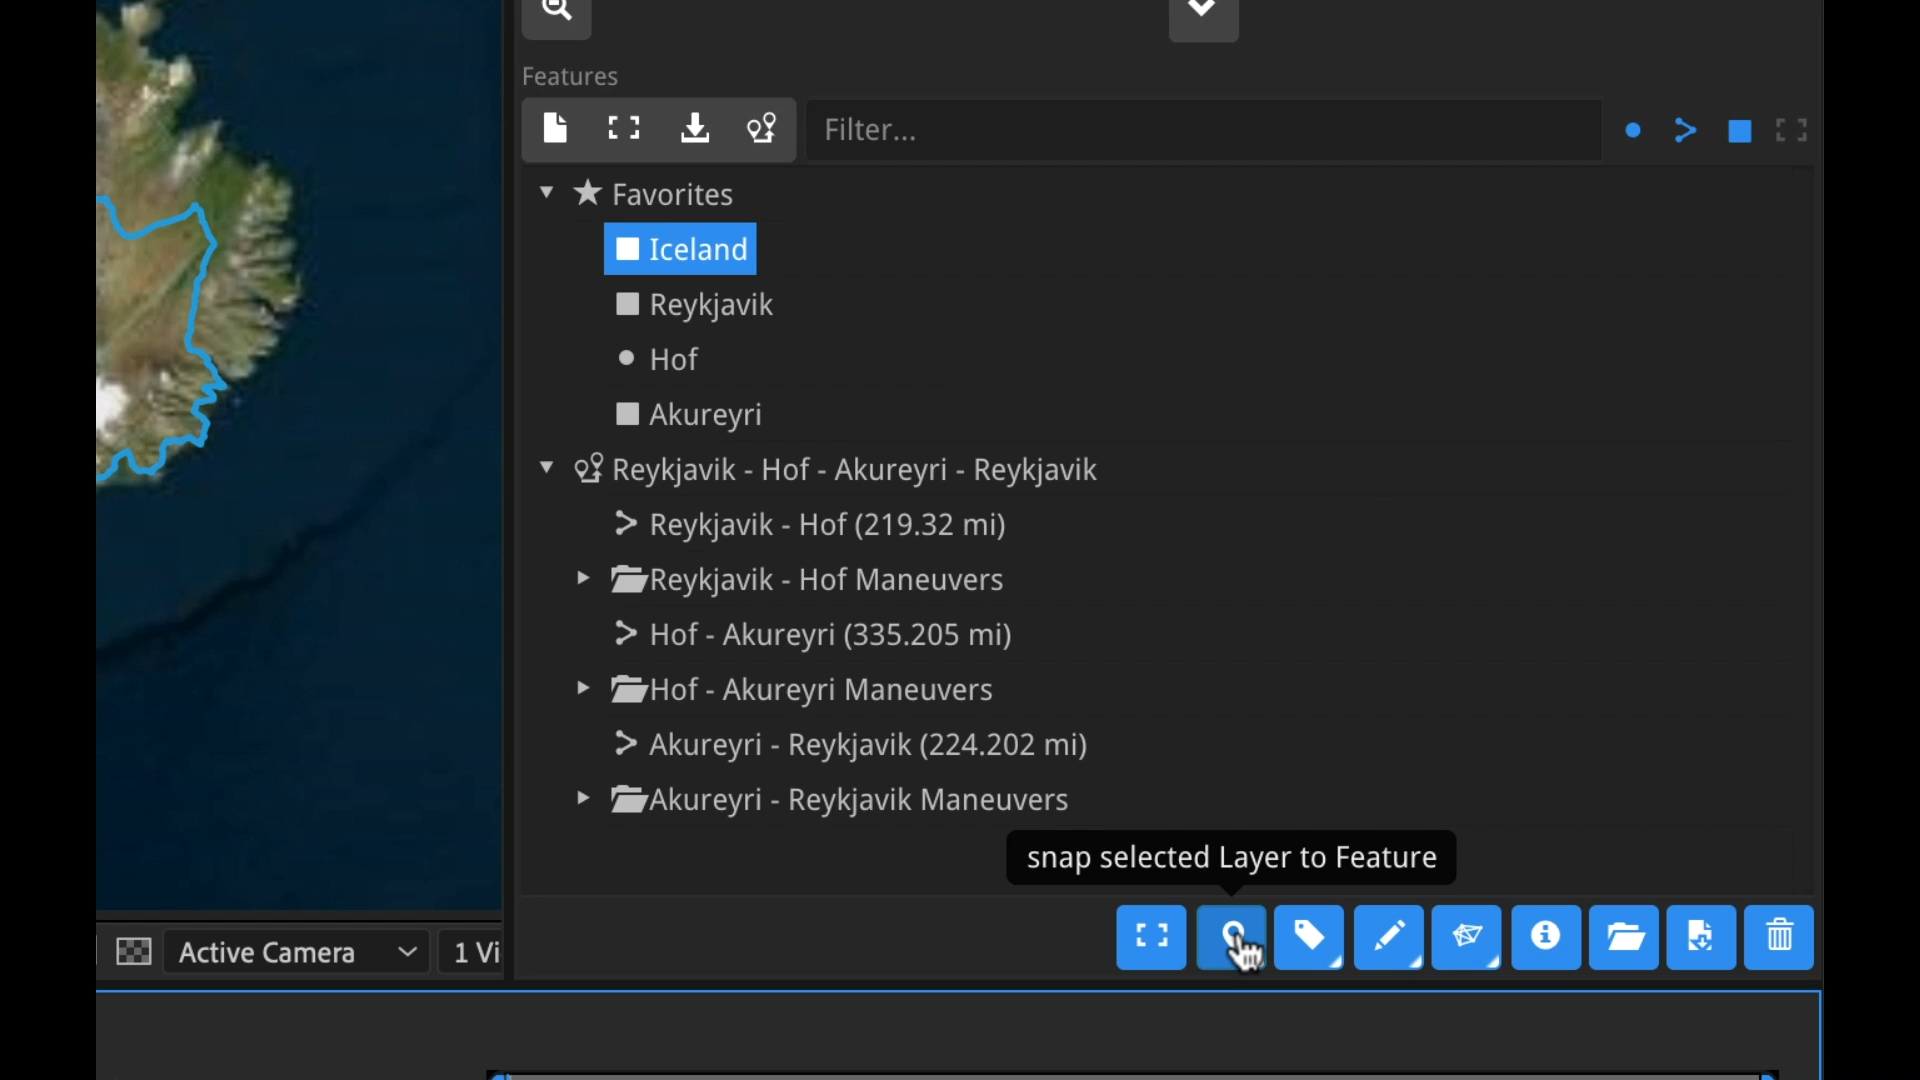 Features
Filter...
Favorites
Iceland
Reykjavik
Hof
Akureyri
Reykjavik - Hof - Akureyri - Reykjavik
Reykjavik - Hof (219.32 mi)
Reykjavik - Hof Maneuvers
Hof - Akureyri (335.205 mi)
Hof - Akureyri Maneuvers
Akureyri - Reykjavik (224.202 mi)
Akureyri - Reykjavik Maneuvers
snap selected Layer to Feature
Active Camera 1 Vi